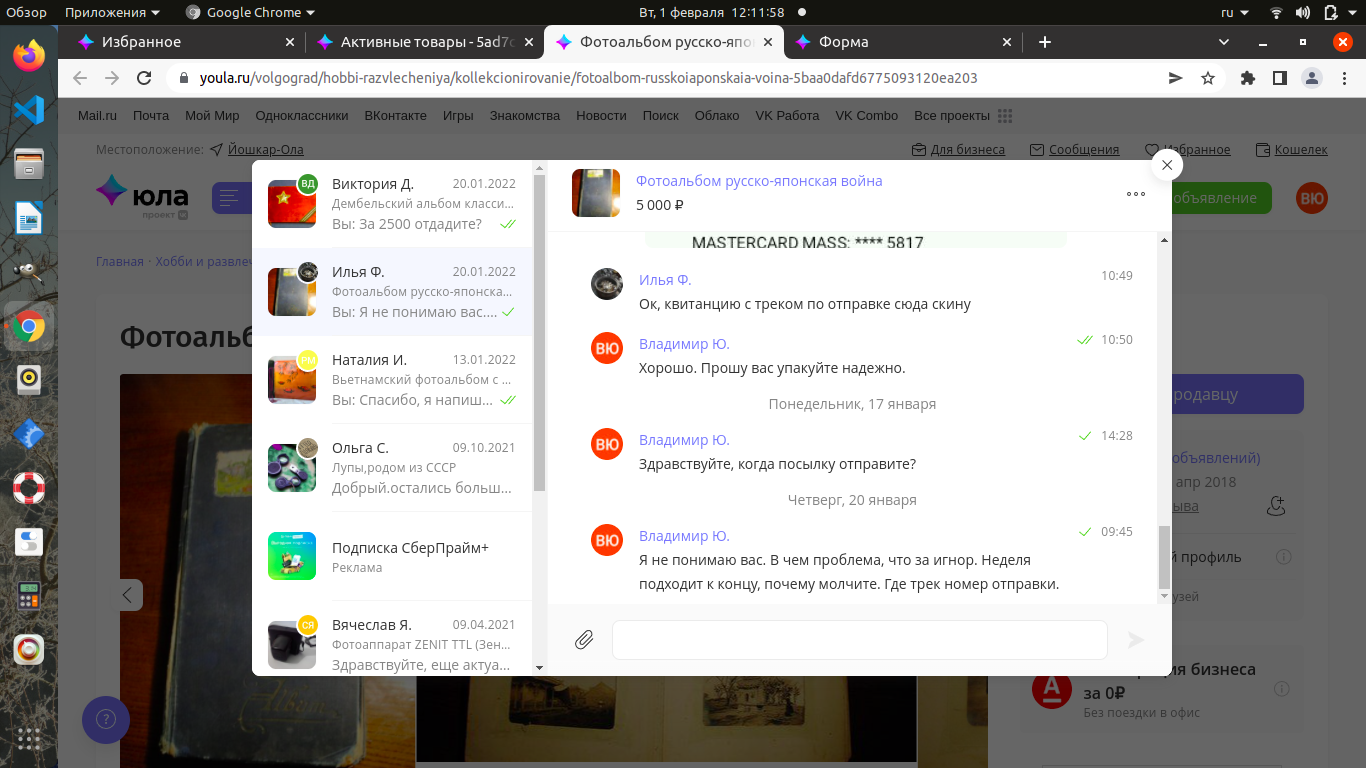 Обзор Приложения Google Chrome Вт, 1 февраля 12:11:58 ru
Избранное Активные товары - 5ad7c Фотоальбом русско-япо Форма
youla.ru/volgograd/hobbi-razvlecheniya/kollekcionirovanie/fotoalbom-russkoiaponskaia-voina-5baa0dafd6775093120ea203
Mail.ru Почта Мой Мир Одноклассники ВКонтакте Игры Знакомства Новости Поиск Облако VK Работа VK Combo Все проекты
Местоположение: Йошкар-Ола Для бизнеса Сообщения Избранное Кошелек
юла
проект
объявление
ВЮ
Главная · Хобби и развлеч
Фотоальб
ВД
Виктория Д. 20.01.2022
Дембельский альбом класси...
Вы: За 2500 отдадите?
Илья Ф. 20.01.2022
Фотоальбом русско-японска...
Вы: Я не понимаю вас....
РМ
Наталия И. 13.01.2022
Вьетнамский фотоальбом с ...
Вы: Спасибо, я напиш...
Ольга С. 09.10.2021
Лупы,родом из СССР
Добрый.остались больш...
Подписка СберПрайм+
Реклама
СЯ
Вячеслав Я. 09.04.2021
Фотоаппарат ZENIT TTL (Зен...
Здравствуйте, еще актуа...
Фотоальбом русско-японская война
5 000 ₽
MASTERCARD MASS: **** 5817
Илья Ф. 10:49
Ок, квитанцию с треком по отправке сюда скину
ВЮ
Владимир Ю. 10:50
Хорошо. Прошу вас упакуйте надежно.
Понедельник, 17 января
ВЮ
Владимир Ю. 14:28
Здравствуйте, когда посылку отправите?
Четверг, 20 января
ВЮ
Владимир Ю. 09:45
Я не понимаю вас. В чем проблема, что за игнор. Неделя
подходит к концу, почему молчите. Где трек номер отправки.
родавцу
объявлений)
апр 2018
ыва
й профиль
узей
ия бизнеса
за 0₽
Без поездки в офис
Album